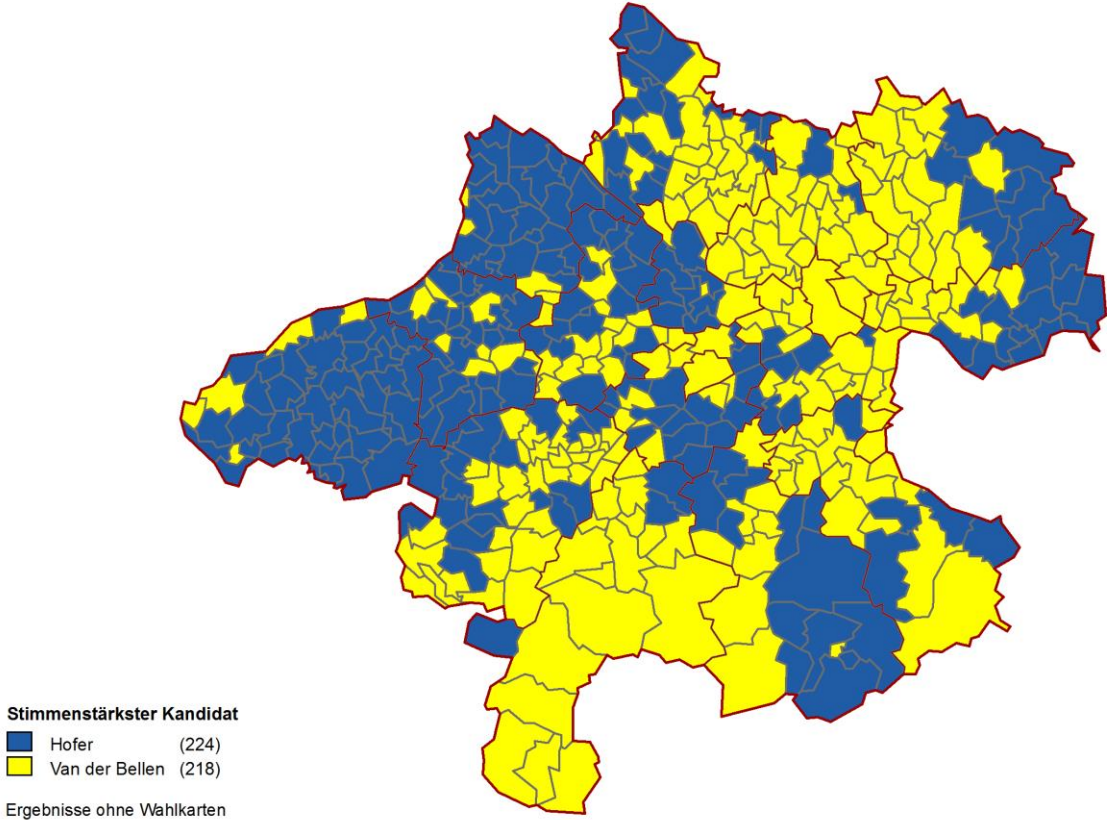 Stimmenstärkster Kandidat
Hofer (224)
Van der Bellen (218)
Ergebnisse ohne Wahlkarten